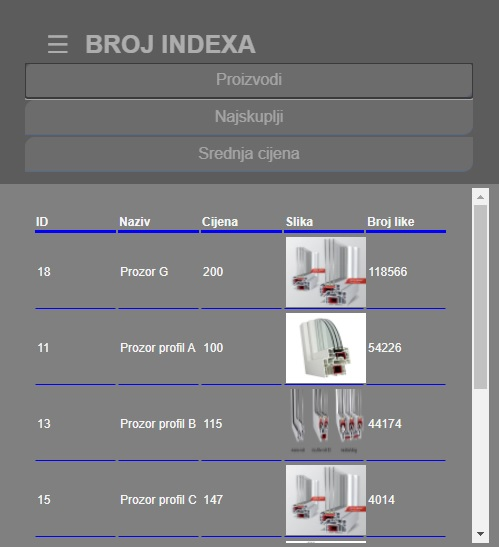 ☰ BROJ INDEXA
Proizvodi
Najskuplji
Srednja cijena
ID Naziv Cijena Slika Broj like
18 Prozor G 200 118566
11 Prozor profil A 100 54226
13 Prozor profil B 115 44174
15 Prozor profil C 147 4014